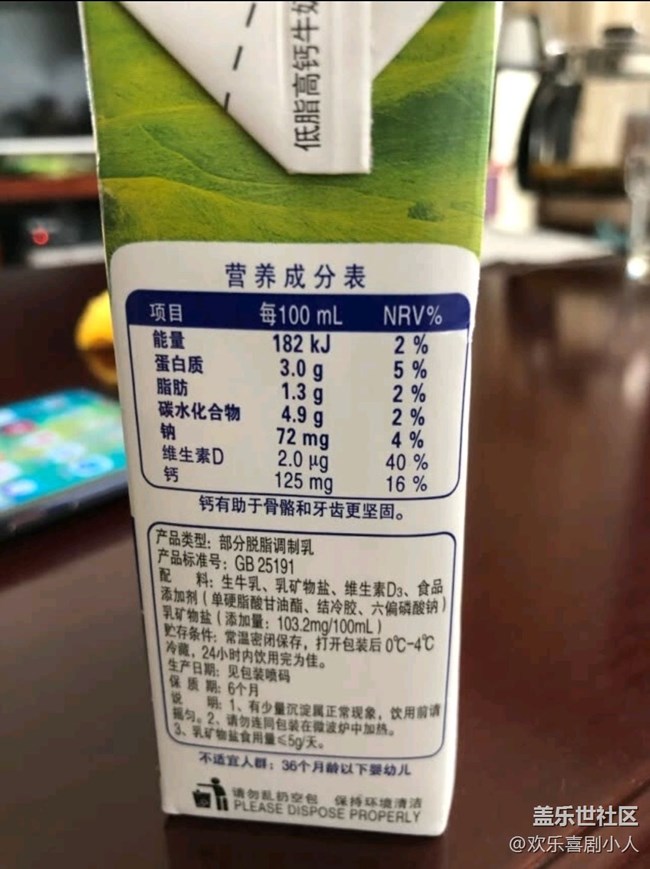 低脂高钙牛奶
营养成分表
项目 每100 mL NRV%
能量 182 kJ 2 %
蛋白质 3.0 g 5 %
脂肪 1.3 g 2 %
碳水化合物 4.9 g 2 %
钠 72 mg 4 %
维生素D 2.0 μg 40 %
钙 125 mg 16 %
钙有助于骨骼和牙齿更坚固。
产品类型：部分脱脂调制乳
产品标准号：GB 25191
配 料：生牛乳、乳矿物盐、维生素D₃、食品
添加剂（单硬脂酸甘油酯、结冷胶、六偏磷酸钠）
乳矿物盐（添加量：103.2mg/100mL）
贮存条件：常温密闭保存，打开包装后 0℃-4℃
冷藏，24小时内饮用完为佳。
生产日期：见包装喷码
保 质 期：6个月
说 明：1、有少量沉淀属正常现象，饮用前请
摇匀。2、请勿连同包装在微波炉中加热。
3、乳矿物盐食用量≤5g/天。
不适宜人群：36个月龄以下婴幼儿
请勿乱扔空包 保持环境清洁
PLEASE DISPOSE PROPERLY
盖乐世社区
@欢乐喜剧小人